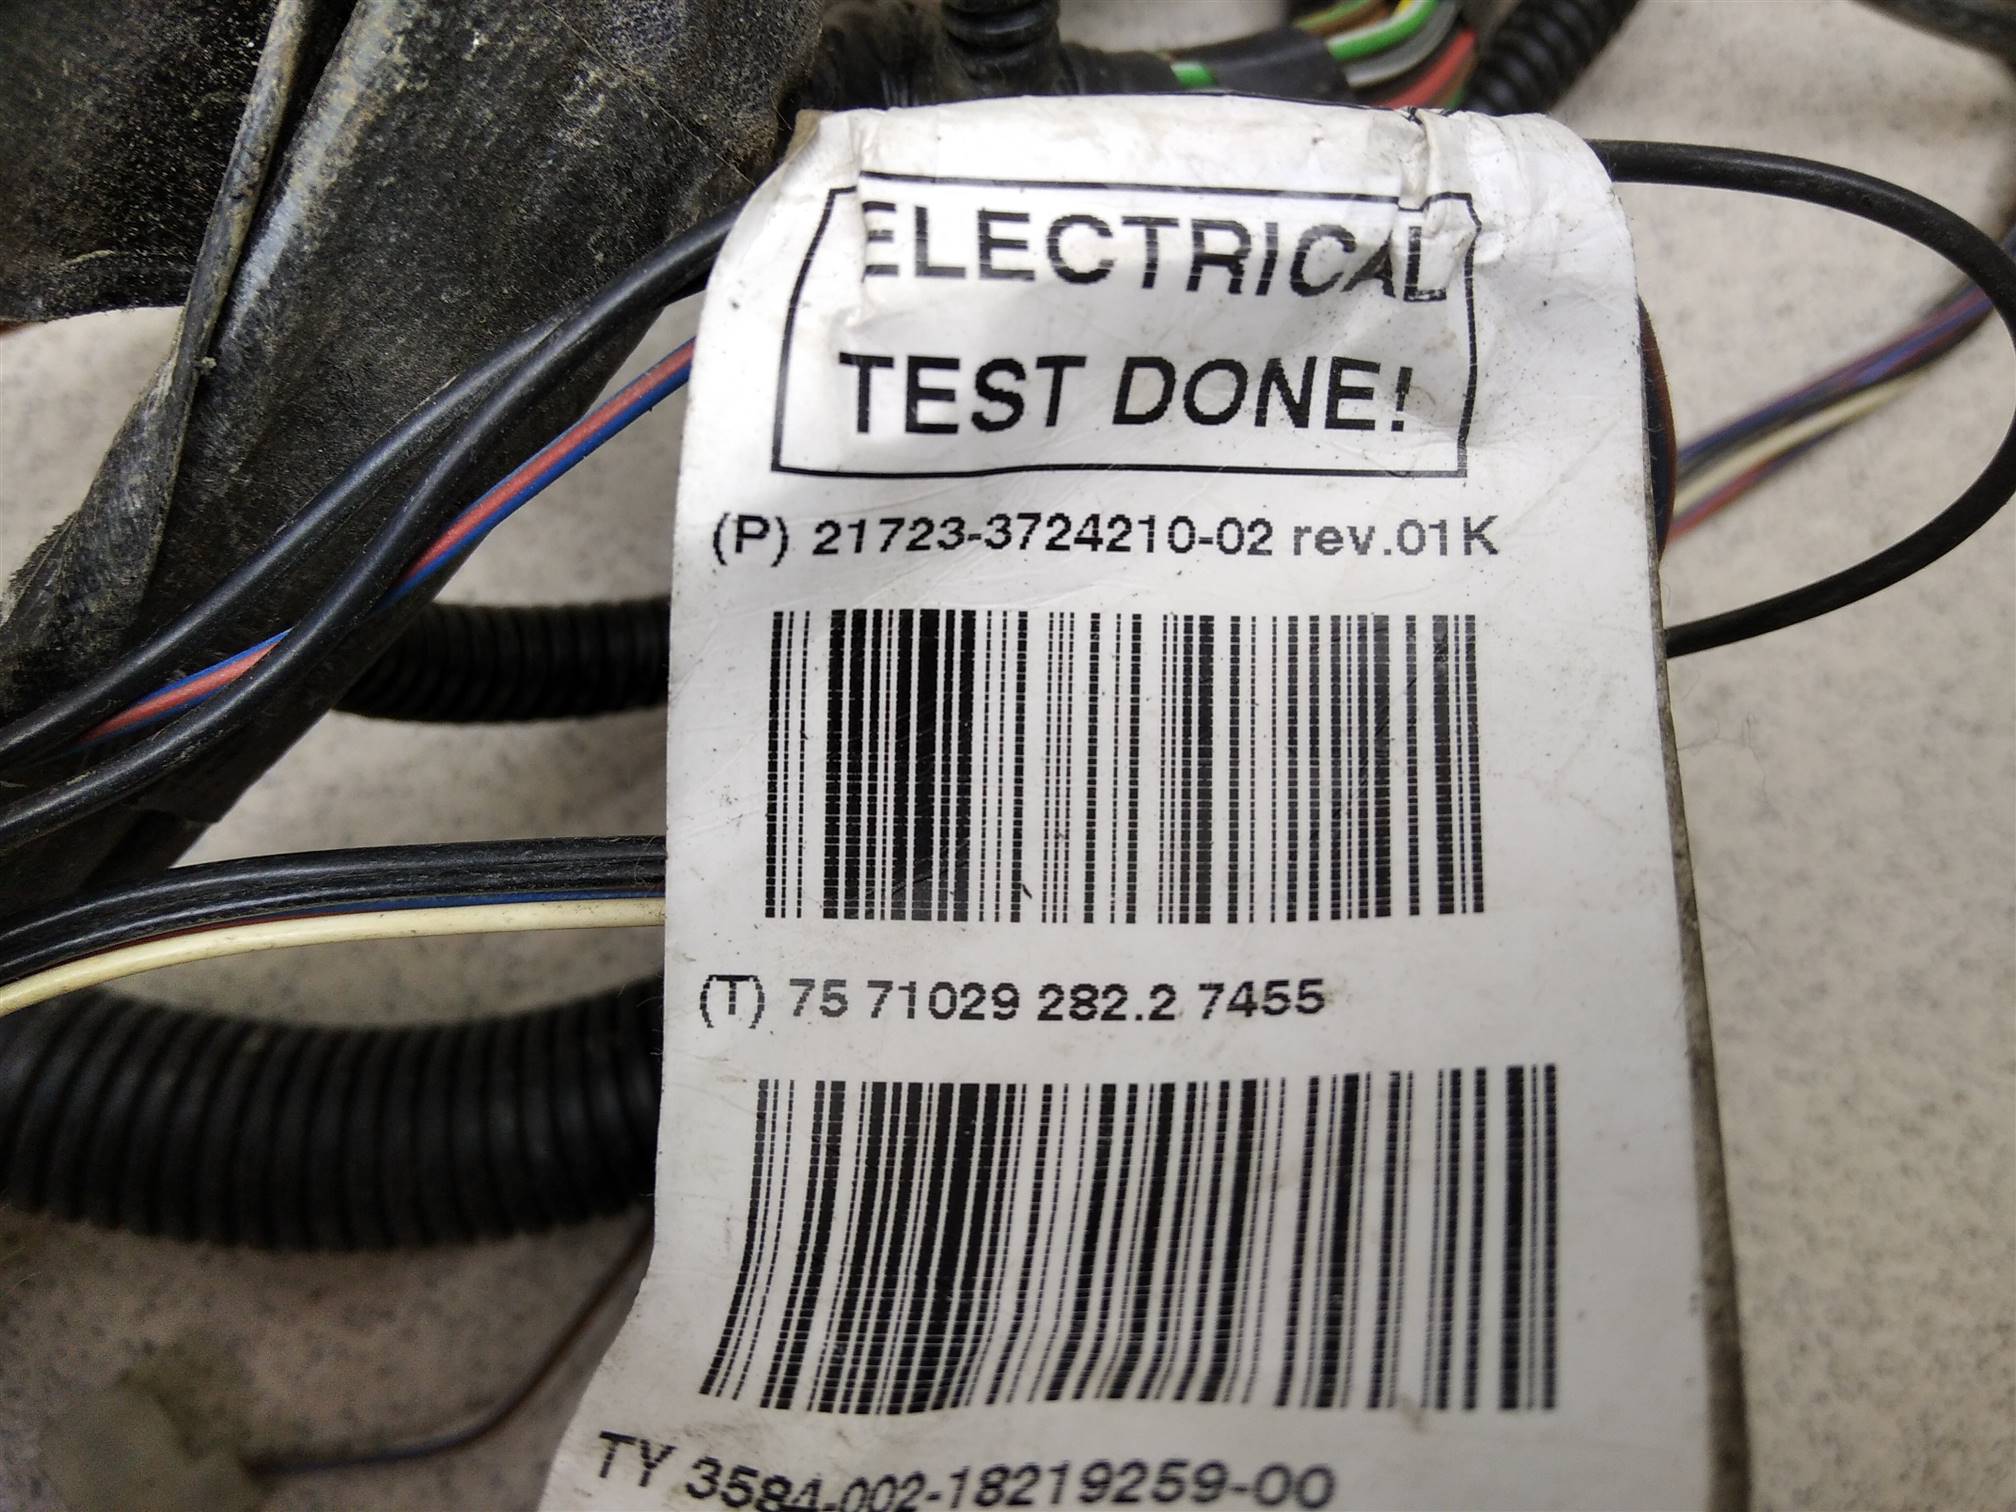 ELECTRICAL
TEST DONE!
(P) 21723-3724210-02 rev.01K
(T) 75 71029 282.2 7455
TY 3584-002-18219259-00